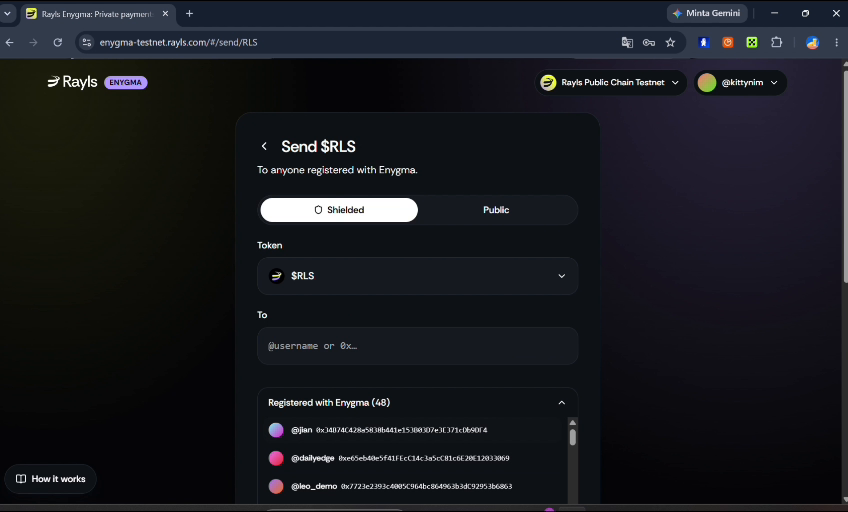 Rayls Enygma: Private payment
Minta Gemini
enygma-testnet.rayls.com/#/send/RLS
Rayls ENYGMA
Rayls Public Chain Testnet
@kittynim
Send $RLS
To anyone registered with Enygma.
Shielded
Public
Token
$RLS
To
@username or 0x…
Registered with Enygma (48)
@jian
@dailyedge
@leo_demo
How it works